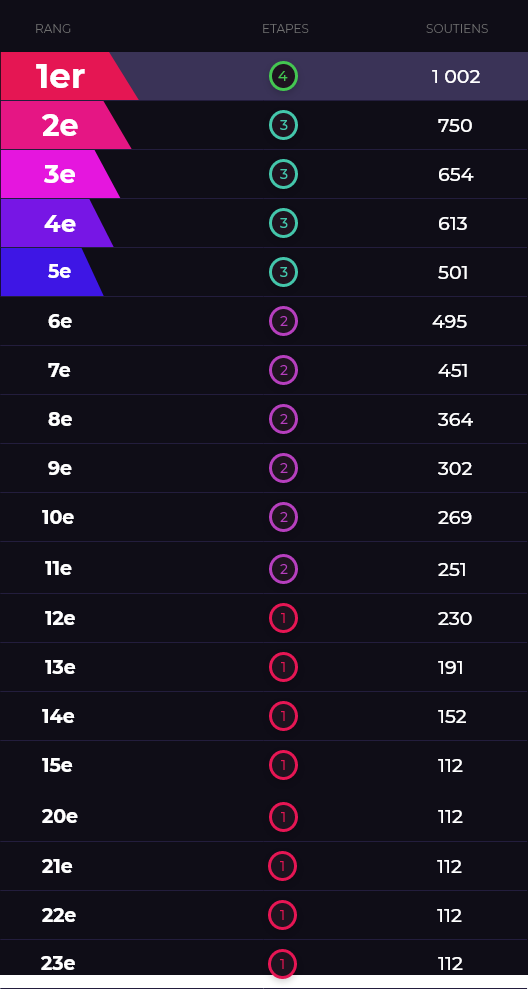 RANG ETAPES SOUTIENS
1er 4 1 002
2e 3 750
3e 3 654
4e 3 613
5e 3 501
6e 2 495
7e 2 451
8e 2 364
9e 2 302
10e 2 269
11e 2 251
12e 1 230
13e 1 191
14e 1 152
15e 1 112
20e 1 112
21e 1 112
22e 1 112
23e 1 112